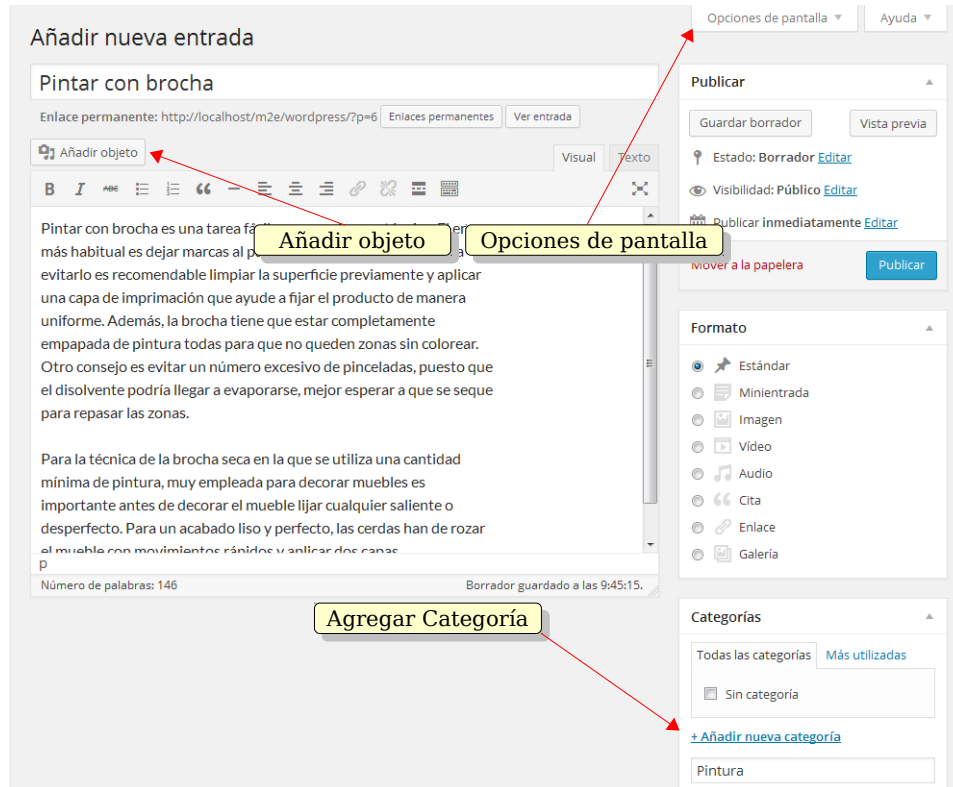 Opciones de pantalla
Ayuda
Añadir nueva entrada
Pintar con brocha
Enlace permanente: http://localhost/m2e/wordpress/?p=6 Enlaces permanentes Ver entrada
Añadir objeto
Visual Texto
B I ABC
Pintar con brocha es una tarea
más habitual es dejar marcas al
evitarlo es recomendable limpiar la superficie previamente y aplicar
una capa de imprimación que ayude a fijar el producto de manera
uniforme. Además, la brocha tiene que estar completamente
empapada de pintura todas para que no queden zonas sin colorear.
Otro consejo es evitar un número excesivo de pinceladas, puesto que
el disolvente podría llegar a evaporarse, mejor esperar a que se seque
para repasar las zonas.
Para la técnica de la brocha seca en la que se utiliza una cantidad
mínima de pintura, muy empleada para decorar muebles es
importante antes de decorar el mueble lijar cualquier saliente o
desperfecto. Para un acabado liso y perfecto, las cerdas han de rozar
el mueble con movimientos rápidos y aplicar dos capas
p
Número de palabras: 146
Borrador guardado a las 9:45:15.
Añadir objeto
Opciones de pantalla
Agregar Categoría
Publicar
Guardar borrador
Vista previa
Estado: Borrador Editar
Visibilidad: Público Editar
Publicar inmediatamente Editar
Mover a la papelera
Publicar
Formato
Estándar
Minientrada
Imagen
Vídeo
Audio
Cita
Enlace
Galería
Categorías
Todas las categorías Más utilizadas
Sin categoría
+ Añadir nueva categoría
Pintura